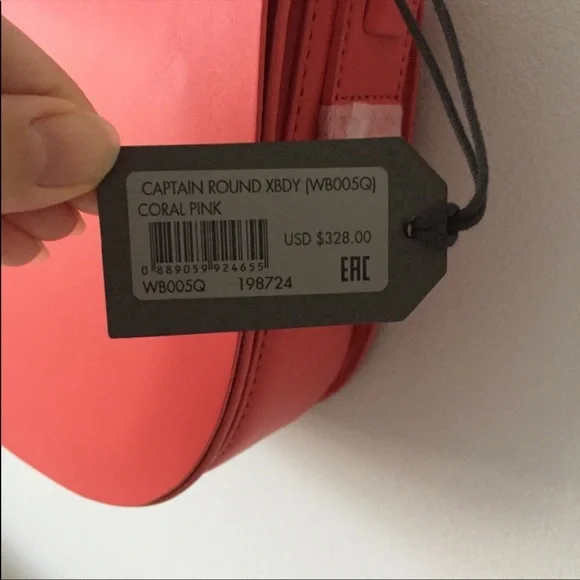 CAPTAIN ROUND XBDY (WB005Q)
CORAL PINK
USD $328.00
0 889059 924655
EAC
WB005Q 198724